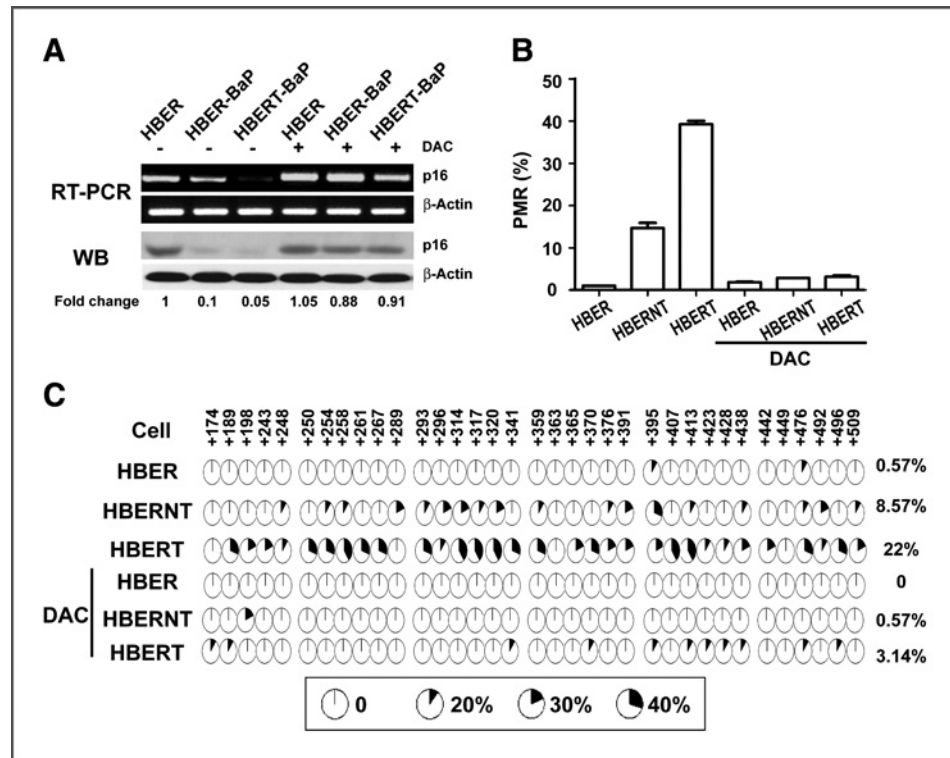 A
HBER HBER-BaP HBERT-BaP HBER HBER-BaP HBERT-BaP
- - - + + + DAC
RT-PCR
p16
β-Actin
WB
p16
β-Actin
Fold change 1 0.1 0.05 1.05 0.88 0.91
B
PMR (%)
50
40
30
20
10
0
HBER HBERNT HBERT HBER HBERNT HBERT
DAC
C
Cell +174 +189 +198 +243 +248 +250 +254 +258 +261 +267 +289 +293 +296 +314 +317 +320 +341 +359 +363 +365 +370 +376 +391 +395 +407 +413 +423 +428 +438 +442 +449 +476 +492 +496 +509
HBER 0.57%
HBERNT 8.57%
HBERT 22%
DAC
HBER 0
HBERNT 0.57%
HBERT 3.14%
0 20% 30% 40%